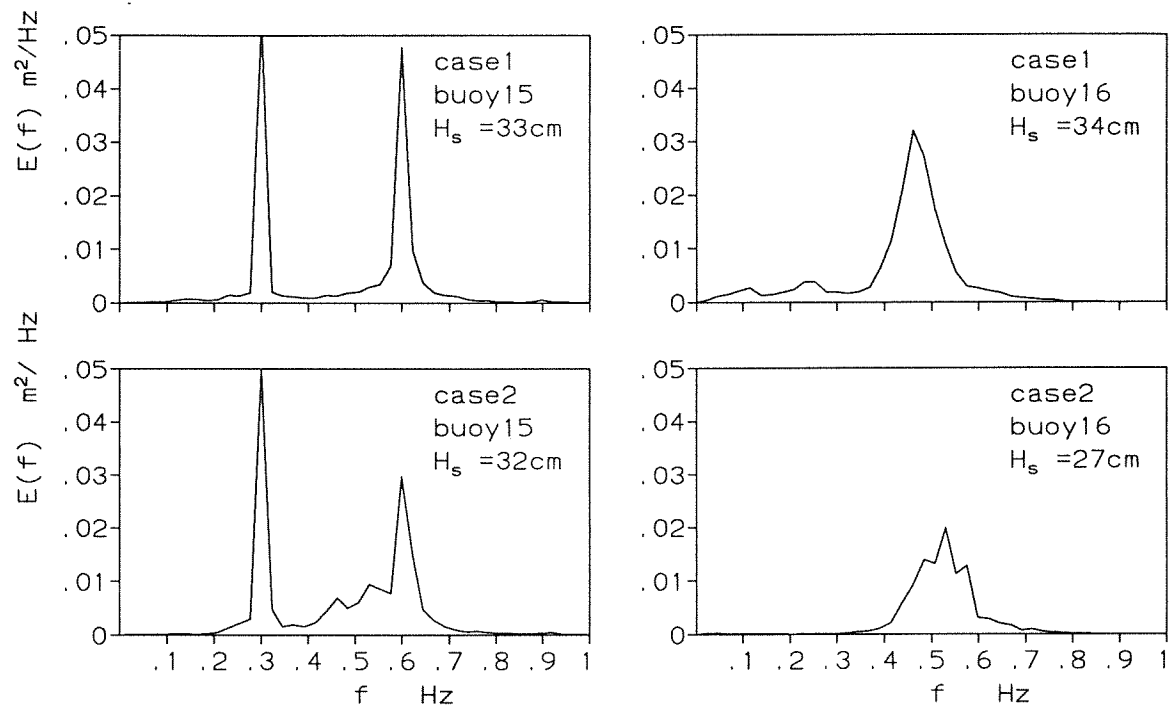 E(f) m²/Hz
.05
.04
.03
.02
.01
0
case1
buoy15
Hₛ =33cm
.05
.04
.03
.02
.01
0
case1
buoy16
Hₛ =34cm
E(f) m²/ Hz
.05
.04
.03
.02
.01
0
.1 .2 .3 .4 .5 .6 .7 .8 .9 1
f Hz
case2
buoy15
Hₛ =32cm
.05
.04
.03
.02
.01
0
.1 .2 .3 .4 .5 .6 .7 .8 .9 1
f Hz
case2
buoy16
Hₛ =27cm